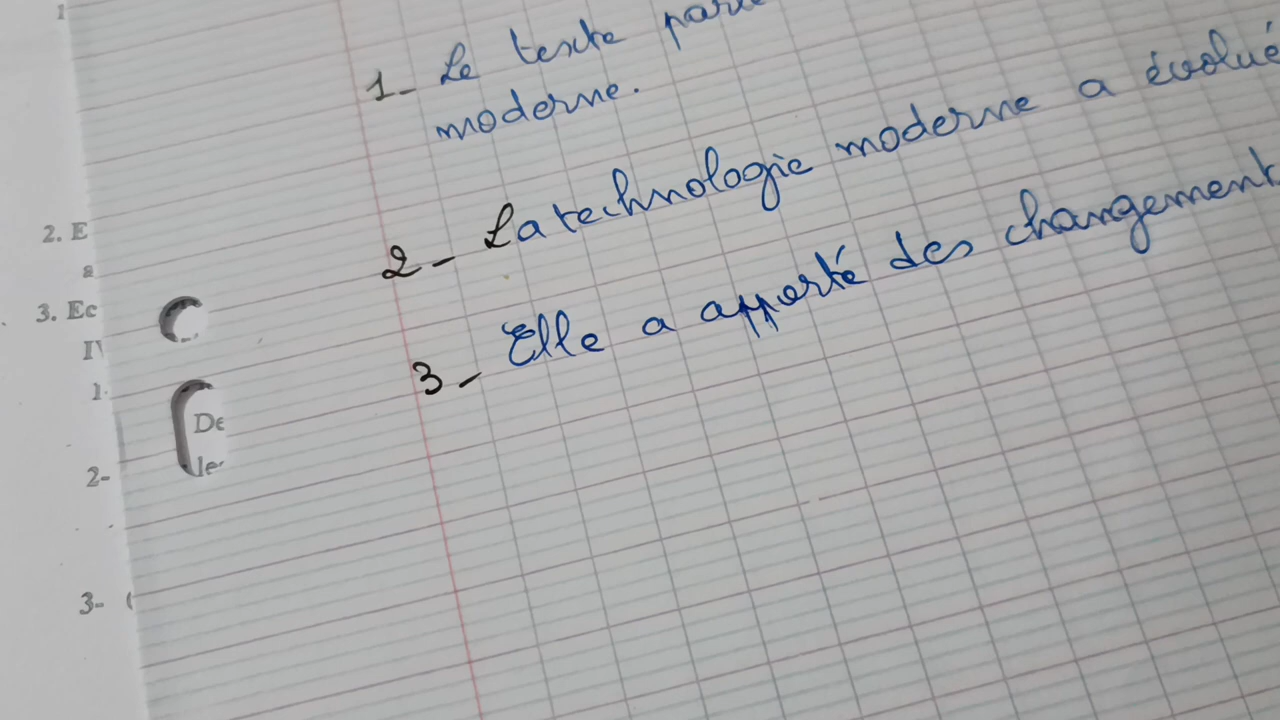 1
1- Le texte
moderne.
2- La technologie moderne a évolué
3- Elle a apporté des changement
2. E
a
3. Ec
1.
De
2-
3-